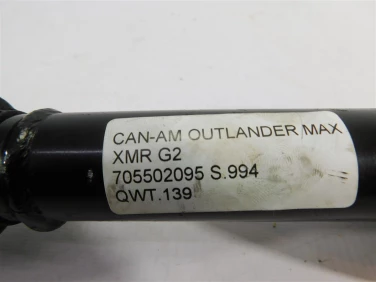 CAN-AM OUTLANDER MAX
XMR G2
705502095 S.994
QWT.139